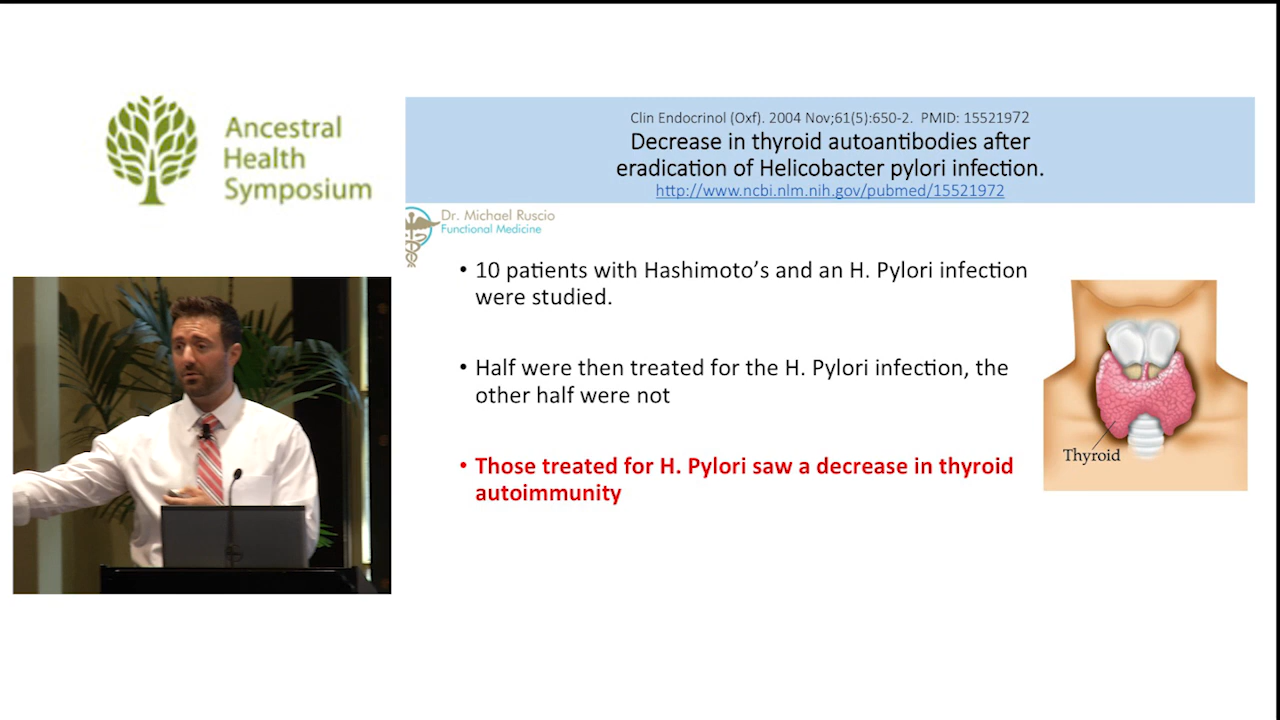 Ancestral
Health
Symposium
Clin Endocrinol (Oxf). 2004 Nov;61(5):650-2. PMID: 15521972
Decrease in thyroid autoantibodies after
eradication of Helicobacter pylori infection.
http://www.ncbi.nlm.nih.gov/pubmed/15521972
Dr. Michael Ruscio
Functional Medicine
• 10 patients with Hashimoto’s and an H. Pylori infection
were studied.
• Half were then treated for the H. Pylori infection, the
other half were not
• Those treated for H. Pylori saw a decrease in thyroid
autoimmunity
Thyroid